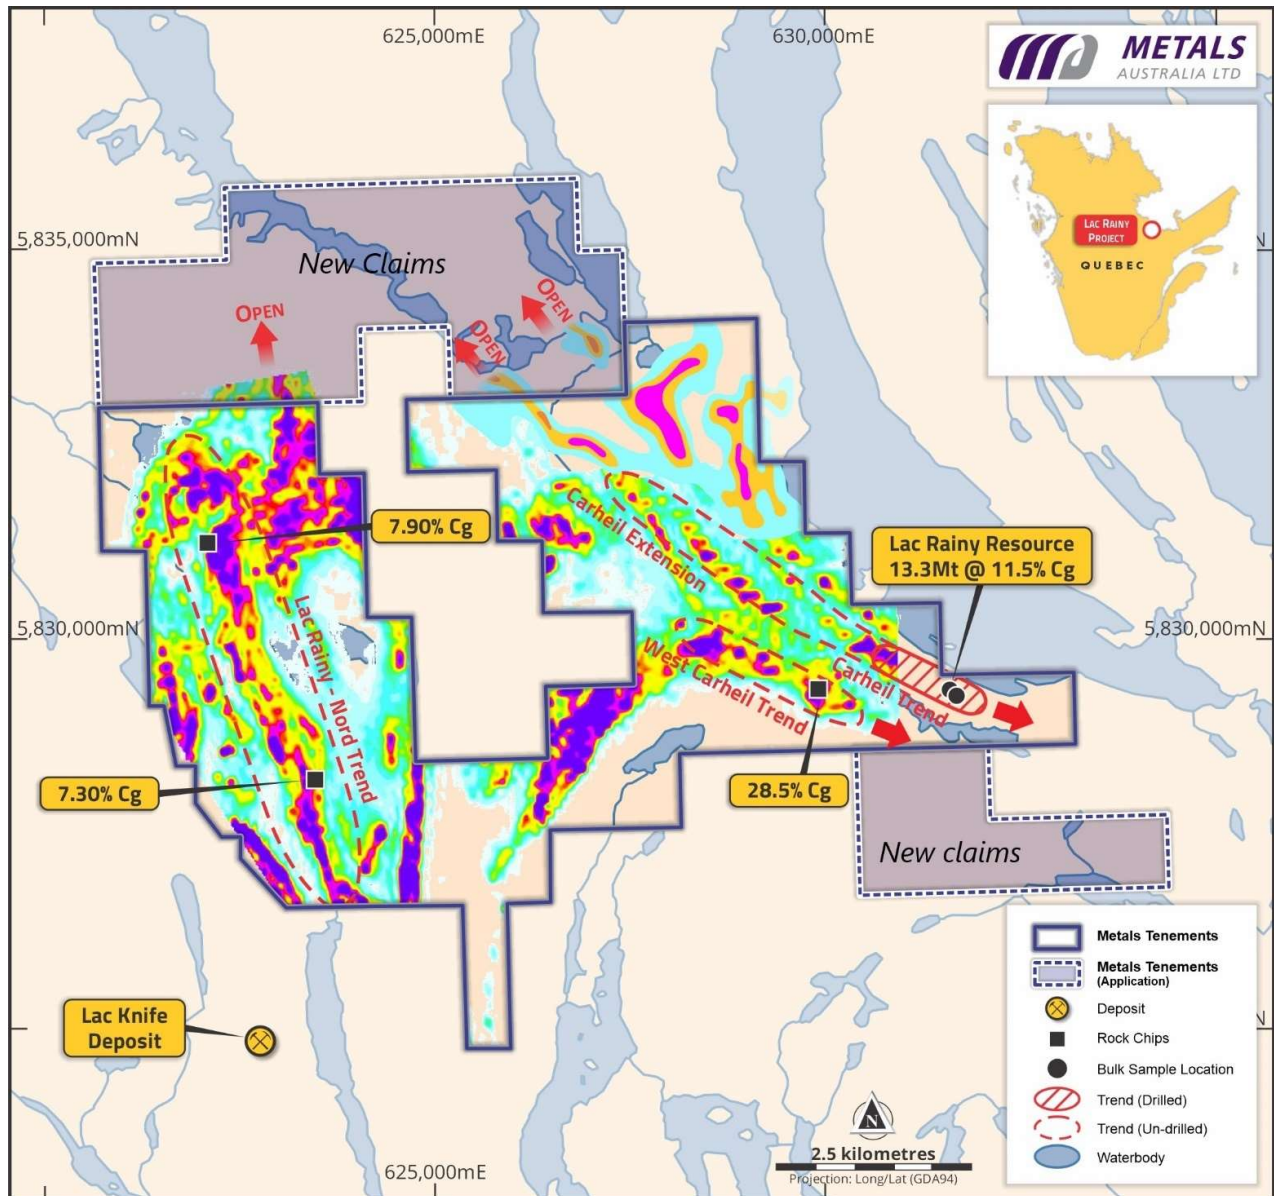 625,000mE
630,000mE
METALS
AUSTRALIA LTD
LAC RAINY
PROJECT
QUEBEC
5,835,000mN
N
New Claims
OPEN
OPEN
OPEN
7.90% Cg
Carheil Extension
Lac Rainy Resource
13.3Mt @ 11.5% Cg
5,830,000mN
5,830,000mN
Lac Rainy - Nord Trend
West Carheil Trend
Carheil Trend
7.30% Cg
28.5% Cg
New claims
Lac Knife
Deposit
Metals Tenements
Metals Tenements
(Application)
Deposit
Rock Chips
Bulk Sample Location
Trend (Drilled)
Trend (Un-drilled)
Waterbody
N
N
2.5 kilometres
Projection: Long/Lat (GDA94)
625,000mE